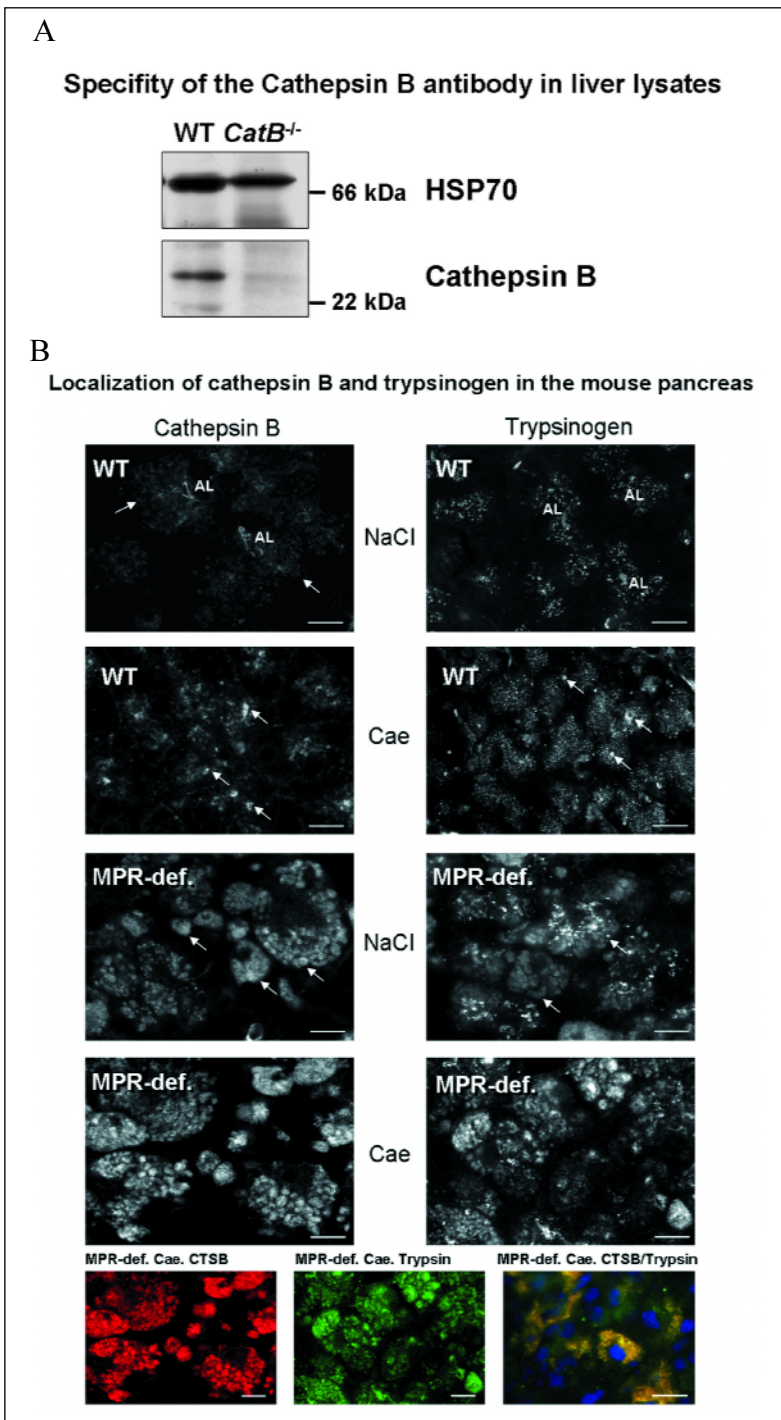 A
Specifity of the Cathepsin B antibody in liver lysates
WT CatB-/-
66 kDa HSP70
22 kDa Cathepsin B
B
Localization of cathepsin B and trypsinogen in the mouse pancreas
Cathepsin B Trypsinogen
WT WT
AL AL AL
NaCl
AL AL
WT WT
Cae
MPR-def. MPR-def.
NaCl
MPR-def. MPR-def.
Cae
MPR-def. Cae. CTSB MPR-def. Cae. Trypsin MPR-def. Cae. CTSB/Trypsin